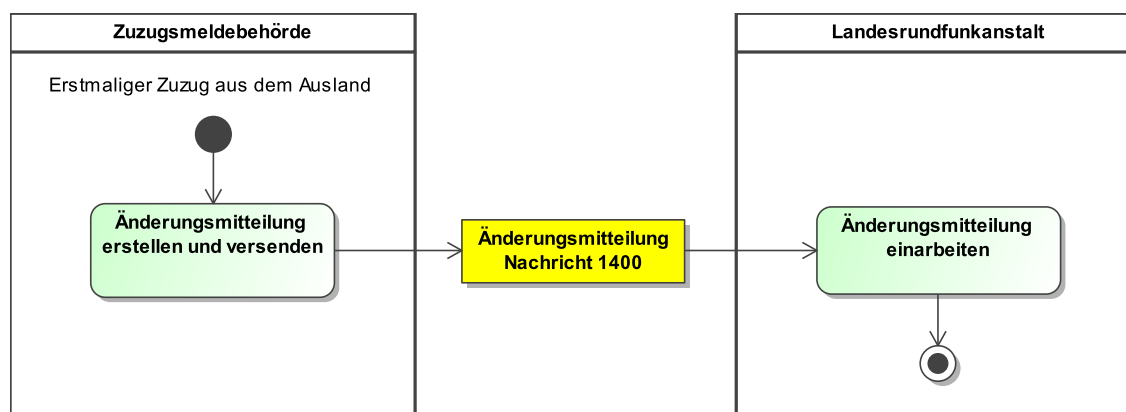 Zuzugsmeldebehörde
Landesrundfunkanstalt
Erstmaliger Zuzug aus dem Ausland
Änderungsmitteilung
erstellen und versenden
Änderungsmitteilung
Nachricht 1400
Änderungsmitteilung
einarbeiten